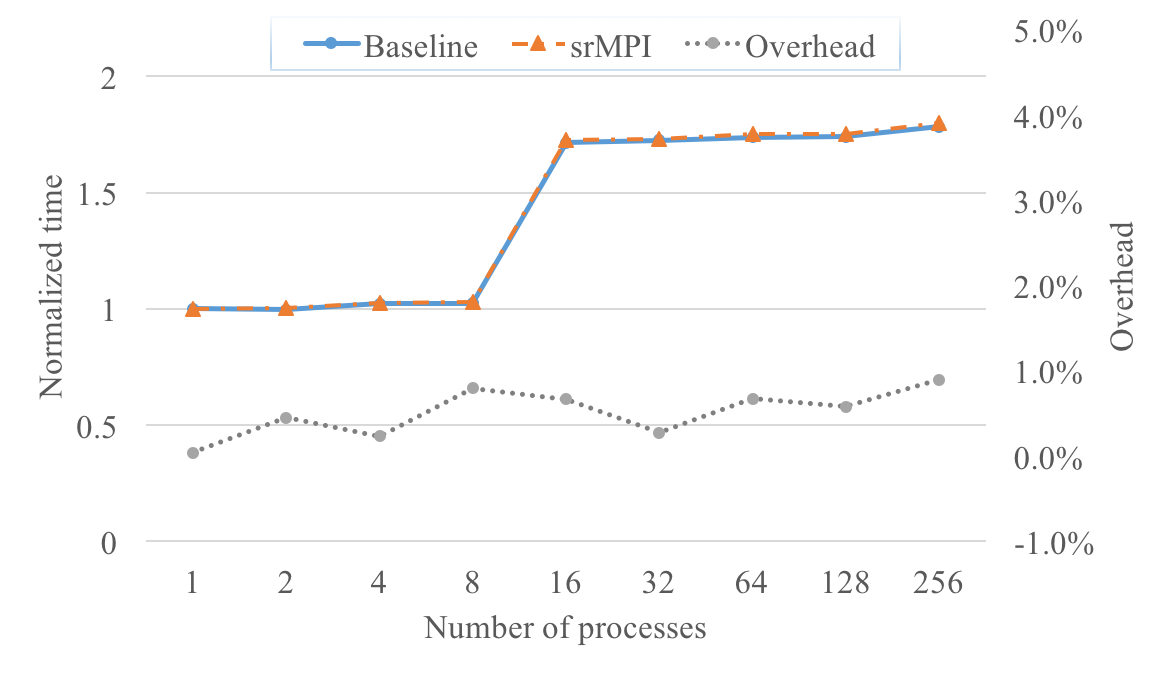 Baseline srMPI Overhead
5.0%
4.0%
3.0%
2.0%
1.0%
0.0%
-1.0%
2
1.5
1
0.5
0
Normalized time
Overhead
1 2 4 8 16 32 64 128 256
Number of processes